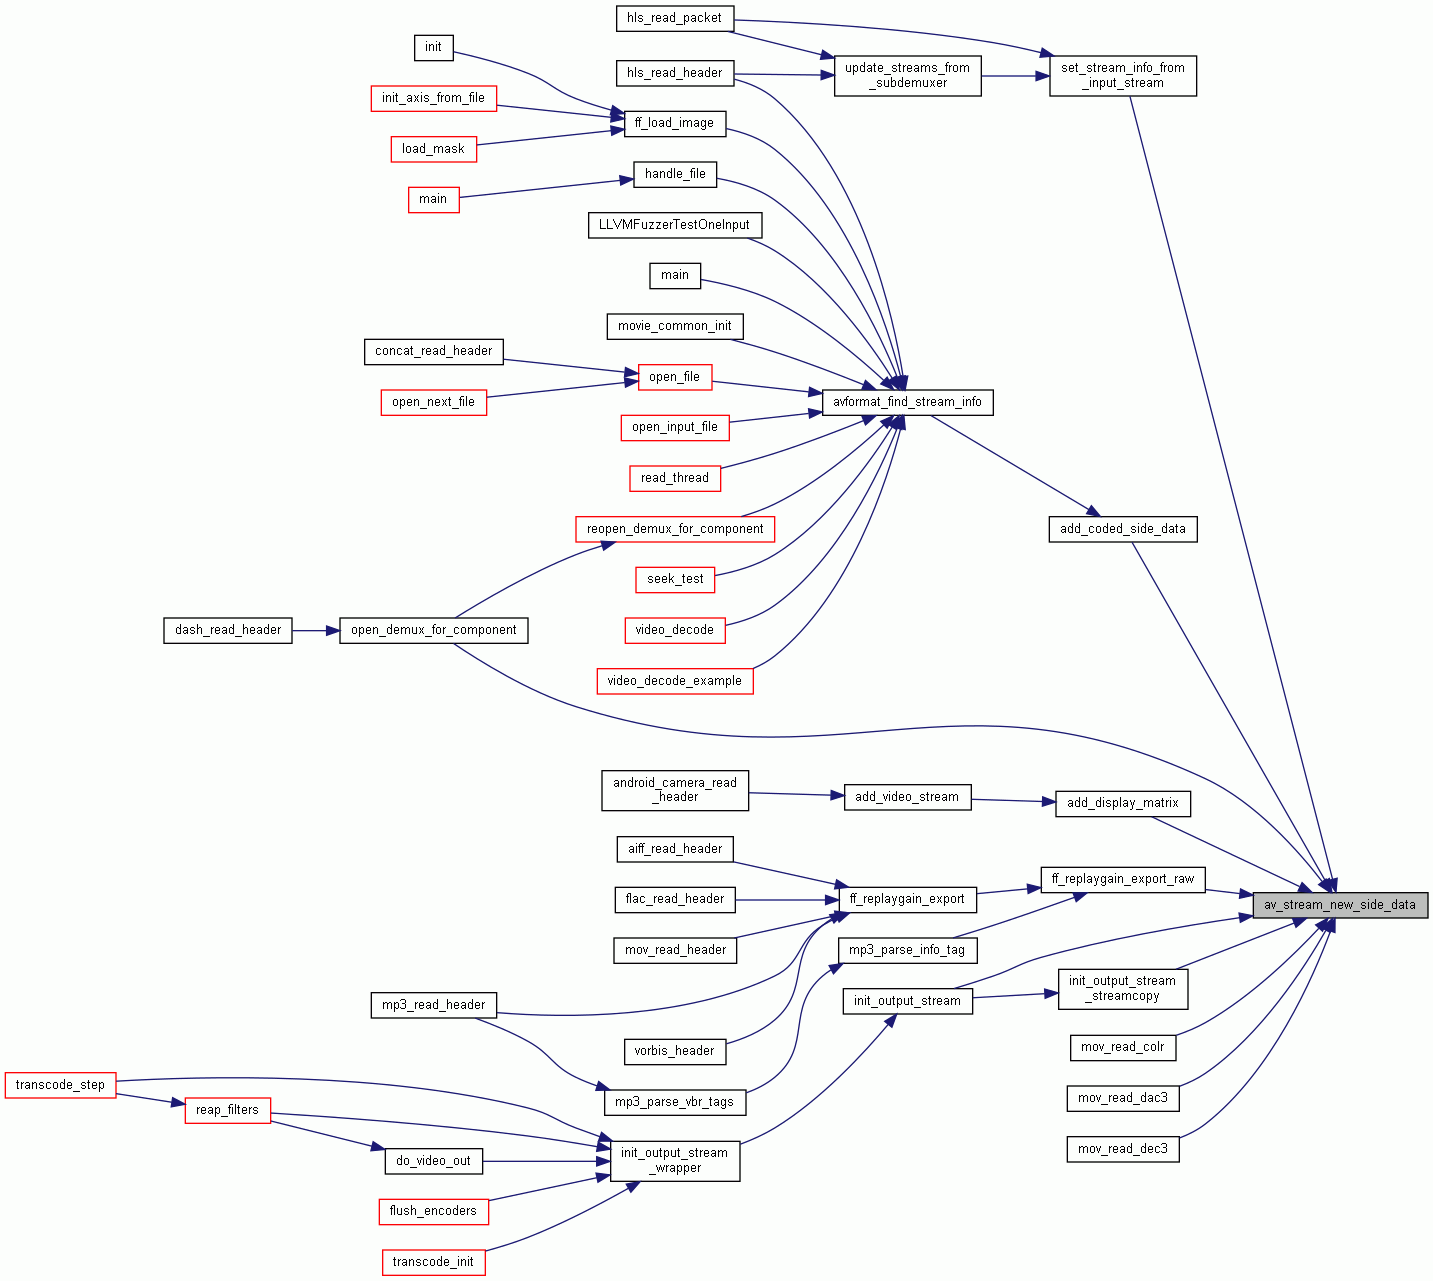 hls_read_packet
init
update_streams_from
_subdemuxer
set_stream_info_from
_input_stream
hls_read_header
init_axis_from_file
ff_load_image
load_mask
handle_file
main
LLVMFuzzerTestOneInput
main
movie_common_init
concat_read_header
open_file
open_next_file
avformat_find_stream_info
open_input_file
read_thread
reopen_demux_for_component
add_coded_side_data
seek_test
dash_read_header
open_demux_for_component
video_decode
video_decode_example
android_camera_read
_header
add_video_stream
add_display_matrix
aiff_read_header
ff_replaygain_export_raw
flac_read_header
ff_replaygain_export
av_stream_new_side_data
mov_read_header
mp3_parse_info_tag
mp3_read_header
init_output_stream
init_output_stream
_streamcopy
vorbis_header
mov_read_colr
transcode_step
reap_filters
mp3_parse_vbr_tags
mov_read_dac3
do_video_out
init_output_stream
_wrapper
mov_read_dec3
flush_encoders
transcode_init